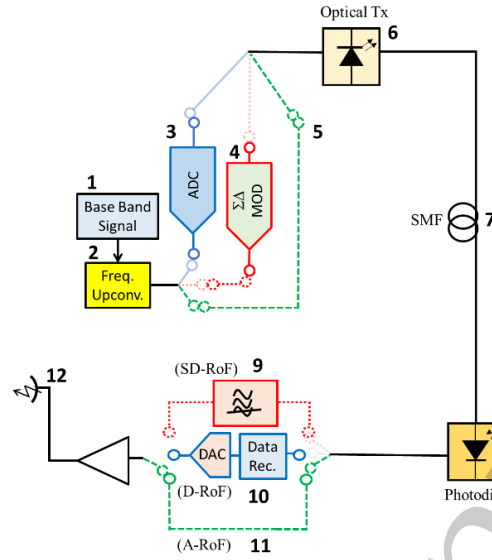 Optical Tx
6
3
ADC
4
ΣΔ
MOD
5
1
Base Band
Signal
2
Freq.
Upconv.
SMF
7
12
(SD-RoF)
9
DAC
Data
Rec.
(D-RoF)
10
(A-RoF)
11
Photodi